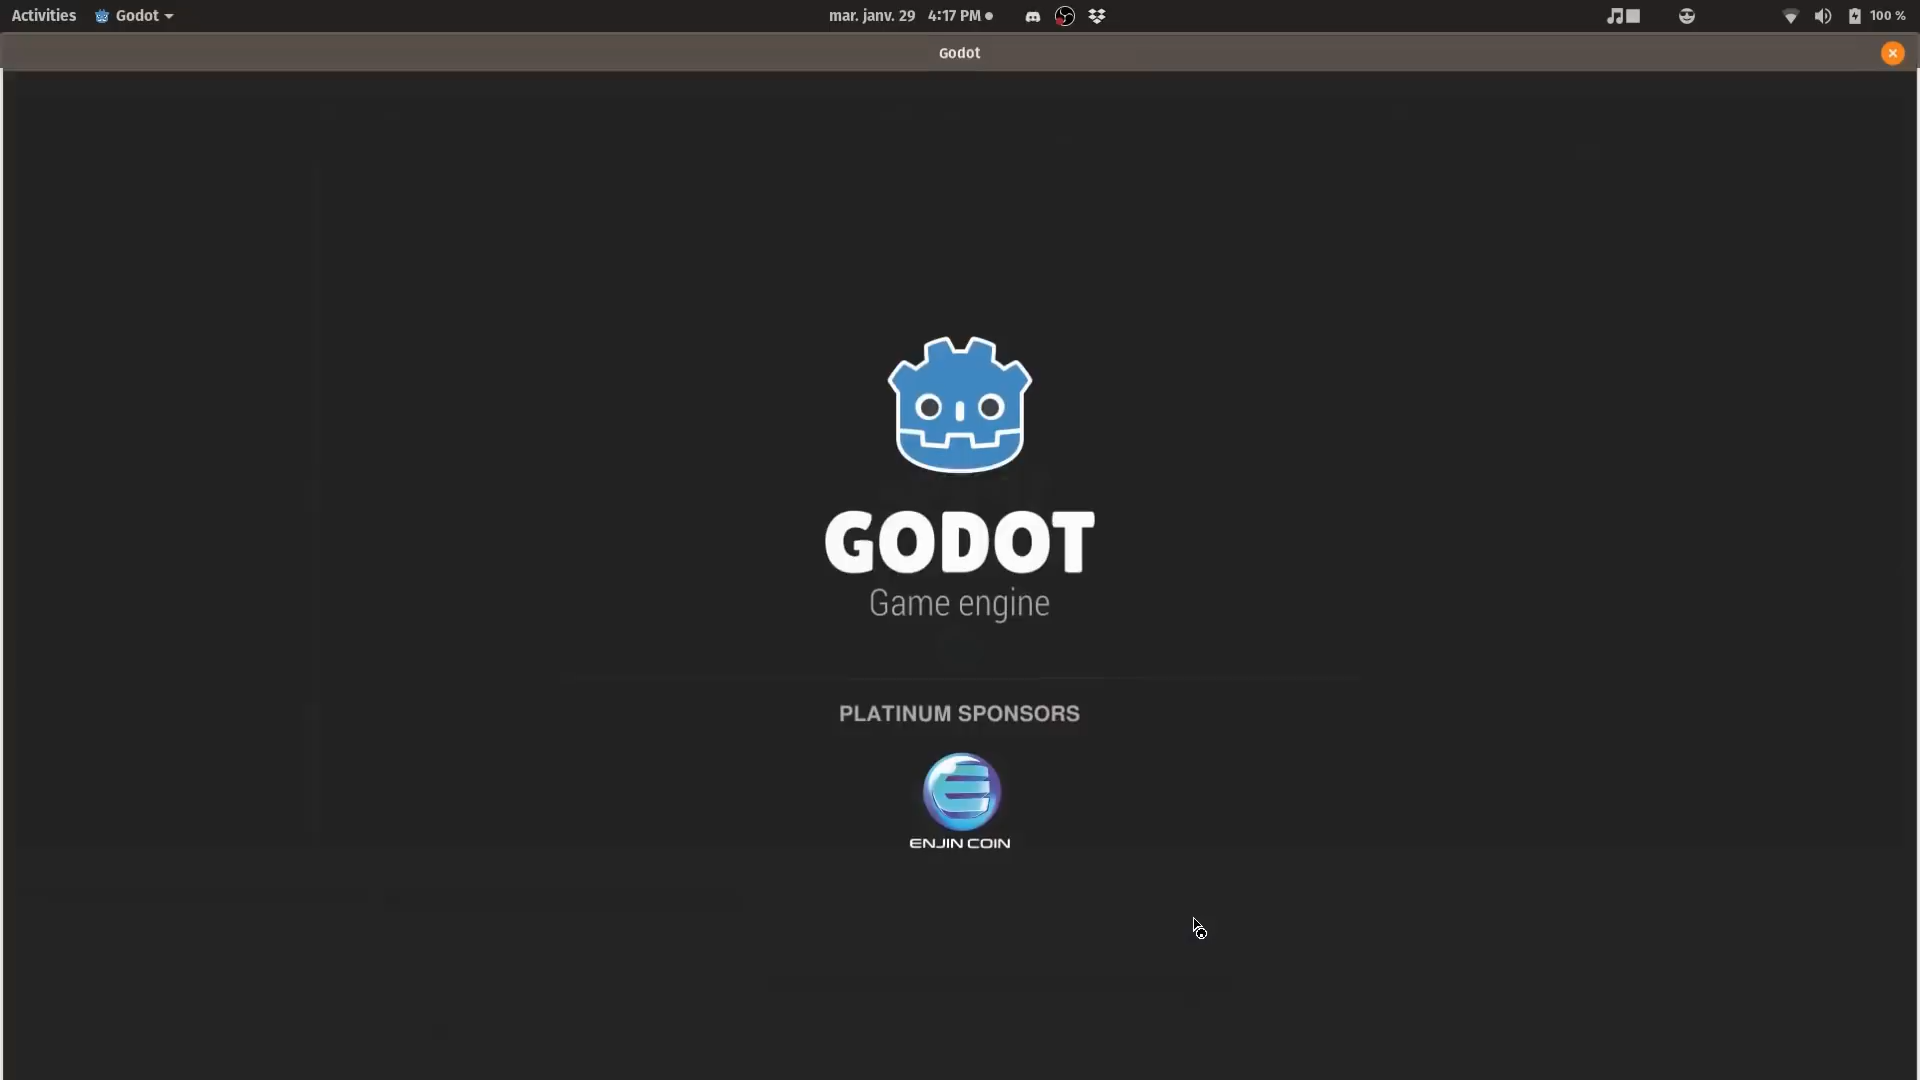 Activities Godot mar. janv. 29 4:17 PM 100 %
Godot
GODOT
Game engine
PLATINUM SPONSORS
ENJIN COIN